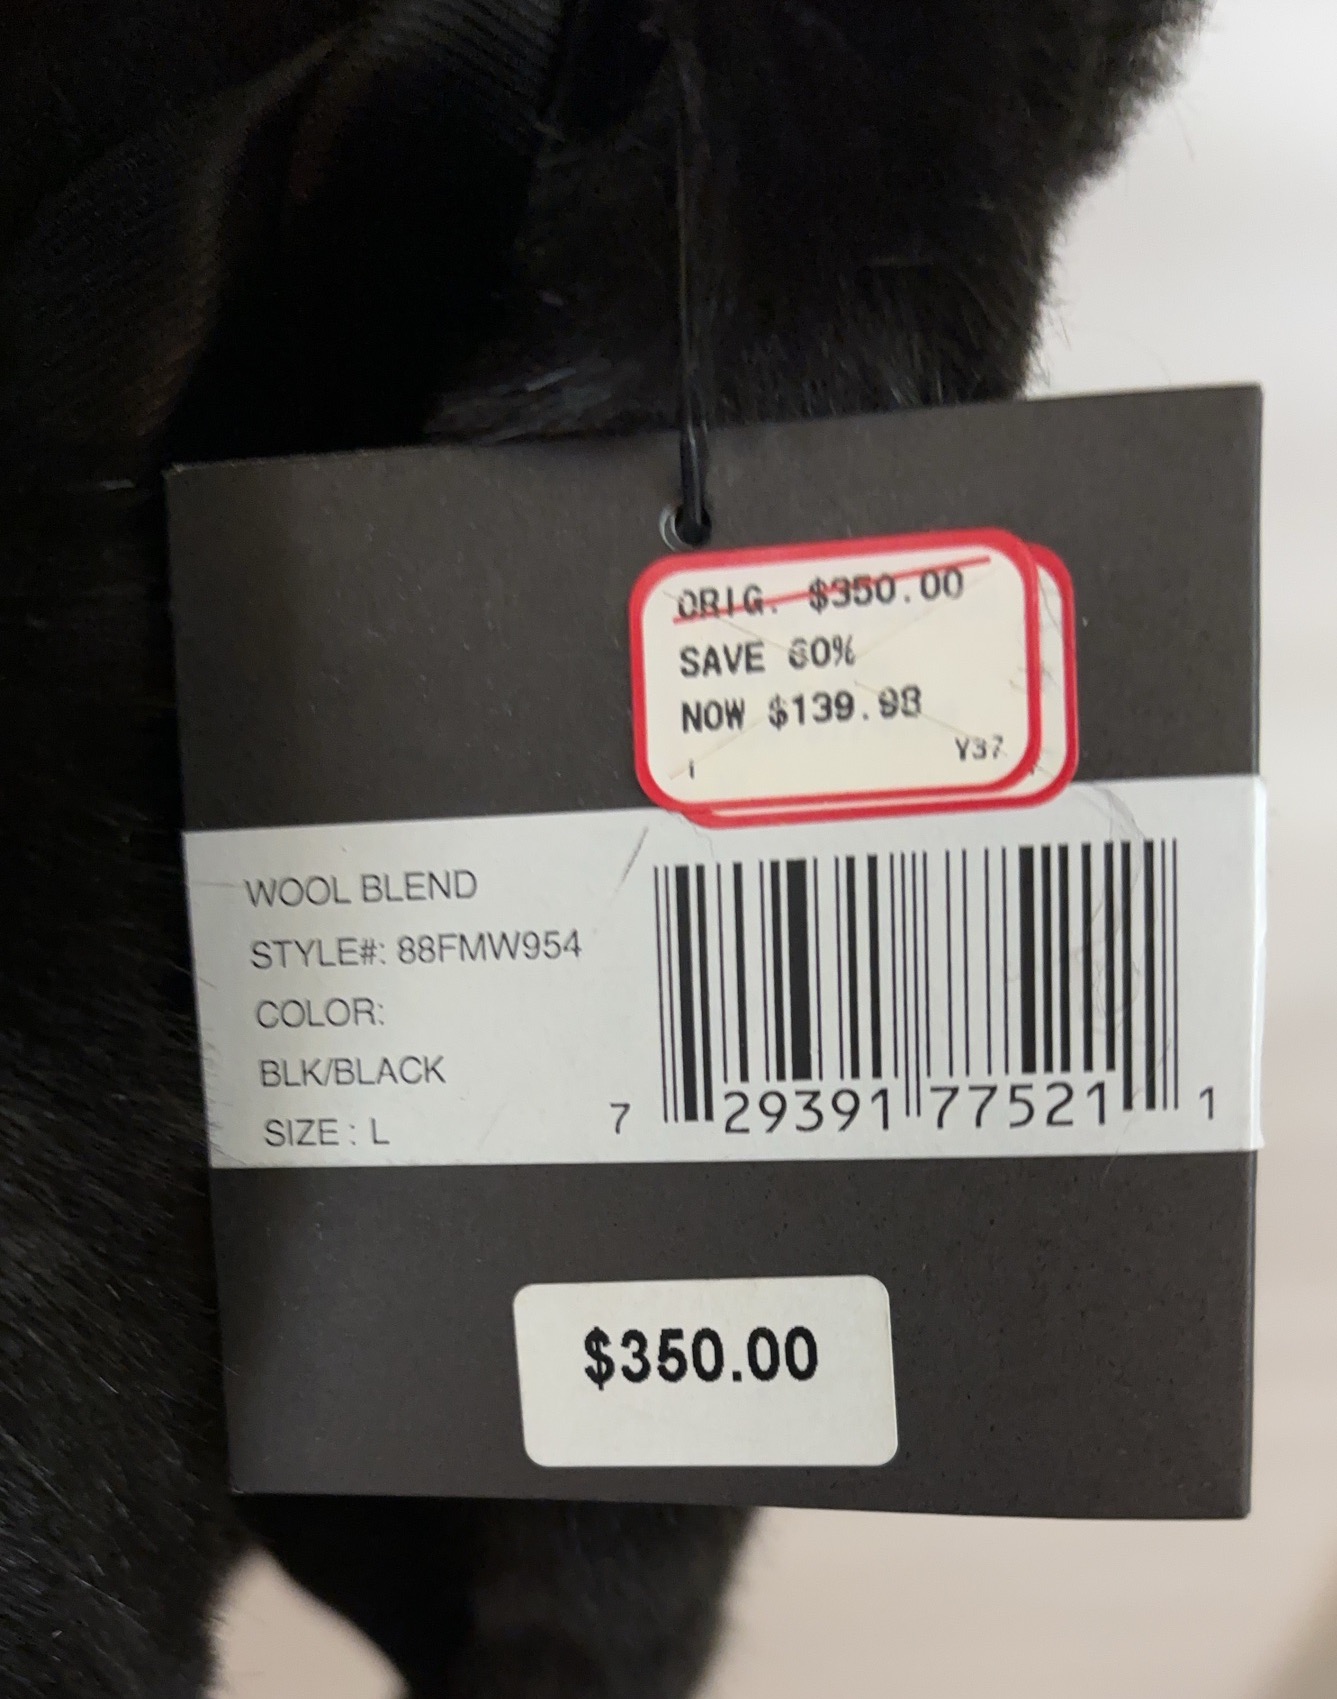 ORIG. $350.00
SAVE 60%
NOW $139.98
Y37
WOOL BLEND
STYLE#: 88FMW954
COLOR:
BLK/BLACK
SIZE : L
7 29391 77521 1
$350.00